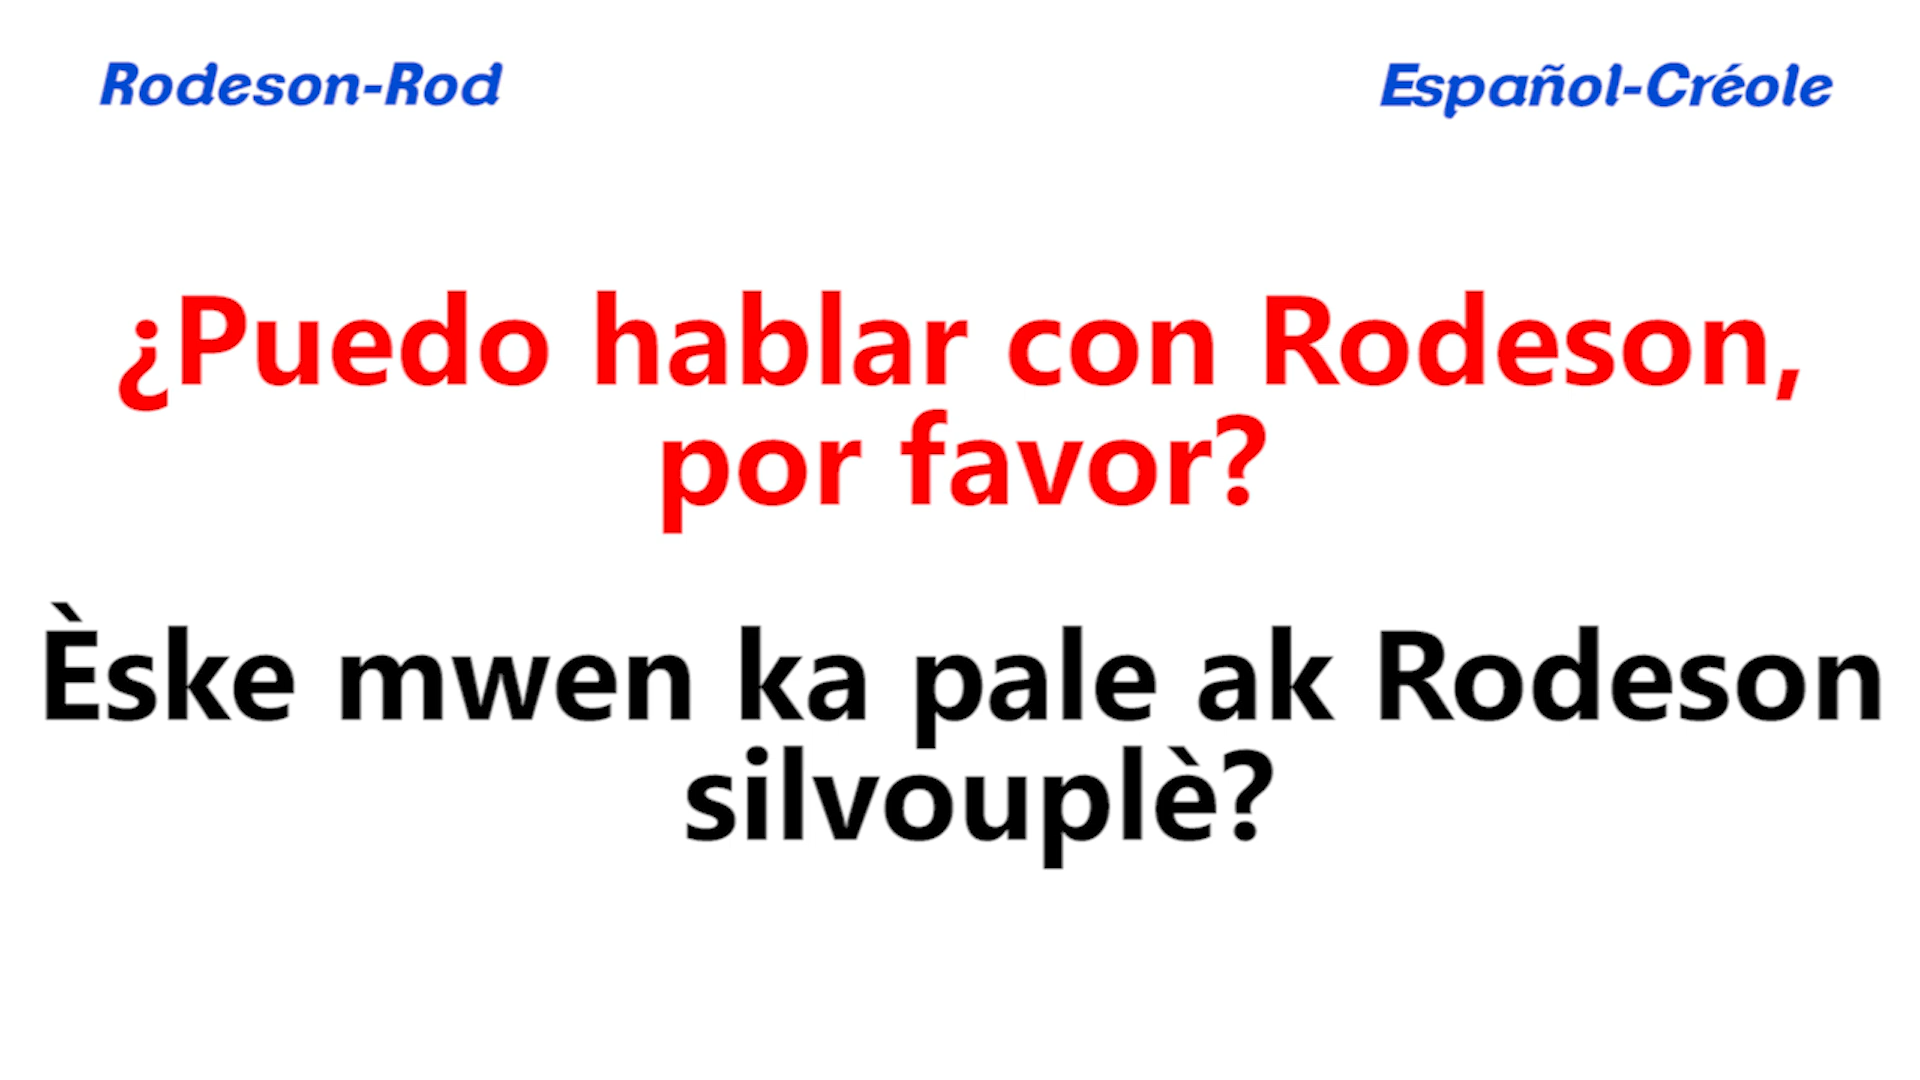 Rodeson-Rod
Español-Créole
¿Puedo hablar con Rodeson,
por favor?
Èske mwen ka pale ak Rodeson
silvouplè?